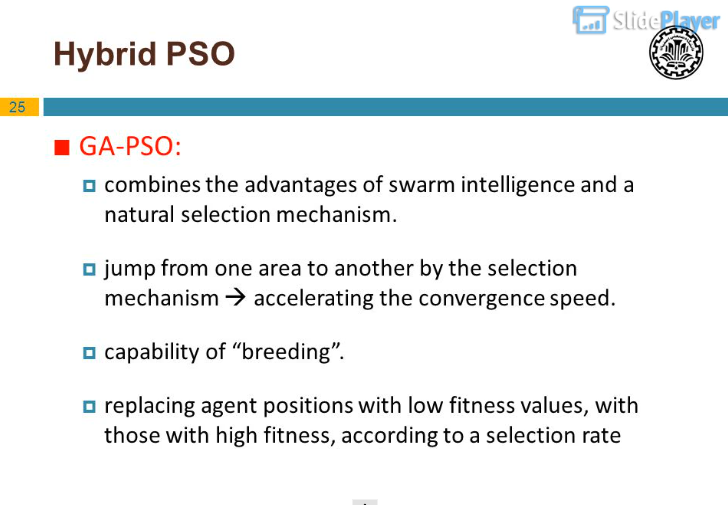 SlidePlayer
Hybrid PSO
25
GA-PSO:
combines the advantages of swarm intelligence and a
natural selection mechanism.
jump from one area to another by the selection
mechanism → accelerating the convergence speed.
capability of “breeding”.
replacing agent positions with low fitness values, with
those with high fitness, according to a selection rate